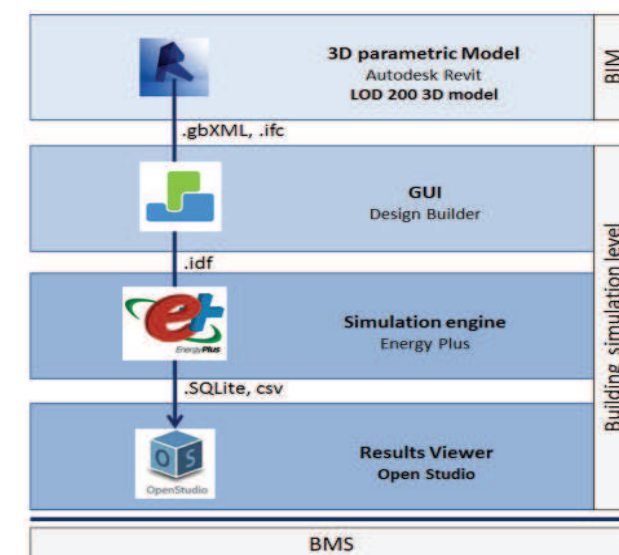 3D parametric Model
Autodesk Revit
LOD 200 3D model
BIM
.gbXML, .ifc
GUI
Design Builder
.idf
Building simulation level
e+
EnergyPlus
Simulation engine
Energy Plus
.SQLite, csv
O S
OpenStudio
Results Viewer
Open Studio
BMS